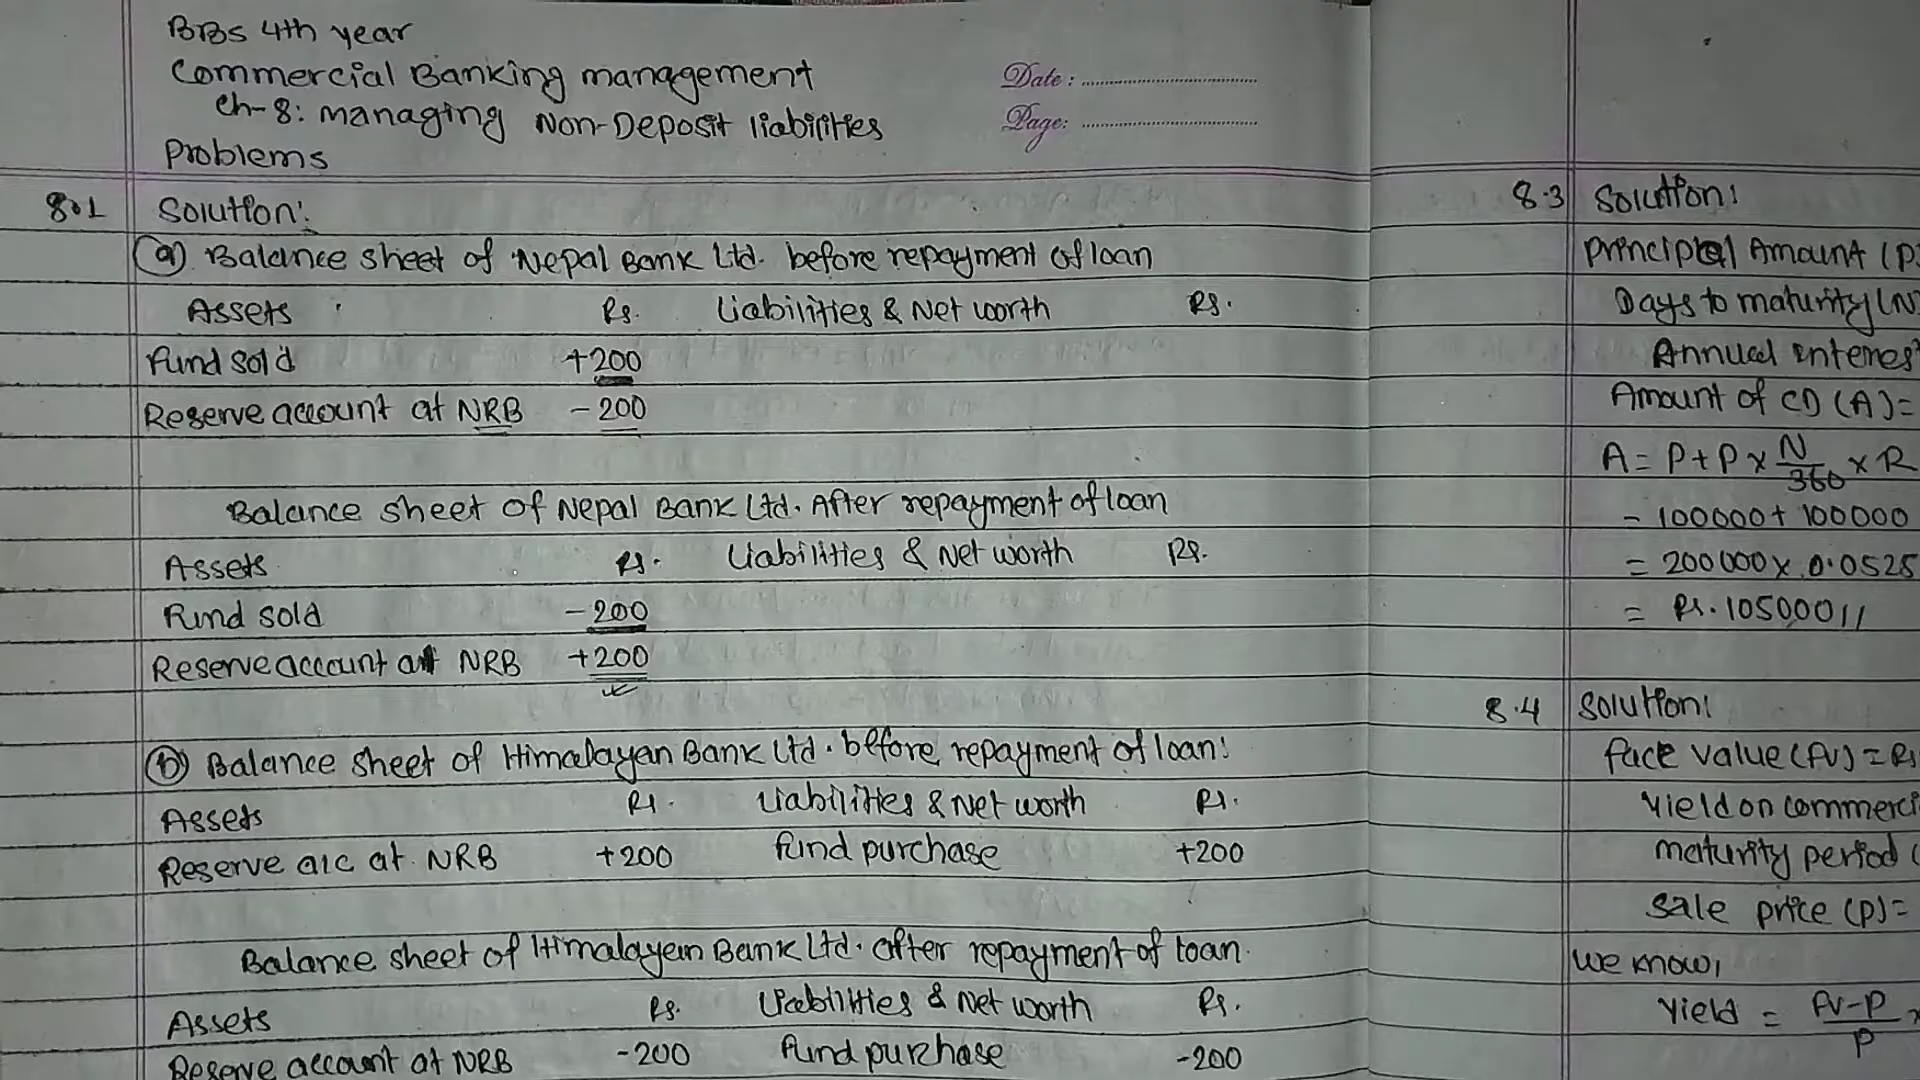 BBS 4th year
Commercial Banking management
Ch-8: managing Non-Deposit liabilities
Problems
Date : ............
Page: ............
8.1 Solution:
(a) Balance sheet of Nepal Bank Ltd. before repayment of loan
Assets Rs. Liabilities & Net worth Rs.
Fund sold +200
Reserve account at NRB -200
Balance sheet of Nepal Bank Ltd. After repayment of loan
Assets Rs. Liabilities & Net worth Rs.
Fund sold -200
Reserve account at NRB +200
(b) Balance sheet of Himalayan Bank Ltd. before repayment of loan:
Assets Rs. Liabilities & Net worth Rs.
Reserve a/c at NRB +200 fund purchase +200
Balance sheet of Himalayan Bank Ltd. after repayment of loan.
Assets Rs. Liabilities & Net worth Rs.
Reserve account at NRB -200 fund purchase -200
8.3 Solution:
principal Amount (P
Days to maturity (N)
Annual interest
Amount of CD (A) =
A = P + P x N/360 x R
- 100000 + 100000
= 200000 x 0.0525
= Rs. 1050000//
8.4 Solution:
face value (FV) = Rs
Yield on commerci
maturity period (
sale price (p) =
We know,
Yield = FV-P/P x